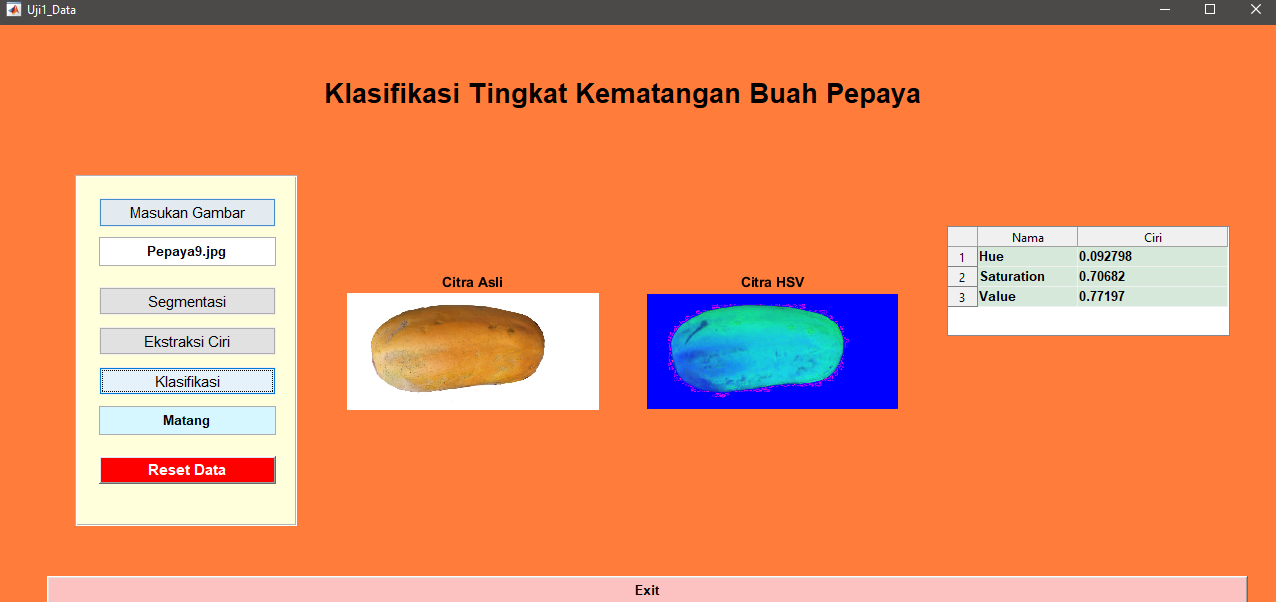 Uji1_Data
Klasifikasi Tingkat Kematangan Buah Pepaya
Masukan Gambar
Pepaya9.jpg
Segmentasi
Ekstraksi Ciri
Klasifikasi
Matang
Reset Data
Citra Asli
Citra HSV
Nama Ciri
1 Hue 0.092798
2 Saturation 0.70682
3 Value 0.77197
Exit